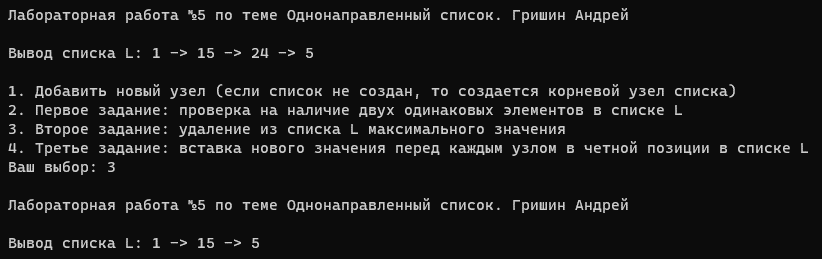 Лабораторная работа №5 по теме Однонаправленный список. Гришин Андрей
Вывод списка L: 1 -> 15 -> 24 -> 5
1. Добавить новый узел (если список не создан, то создается корневой узел списка)
2. Первое задание: проверка на наличие двух одинаковых элементов в списке L
3. Второе задание: удаление из списка L максимального значения
4. Третье задание: вставка нового значения перед каждым узлом в четной позиции в списке L
Ваш выбор: 3
Лабораторная работа №5 по теме Однонаправленный список. Гришин Андрей
Вывод списка L: 1 -> 15 -> 5